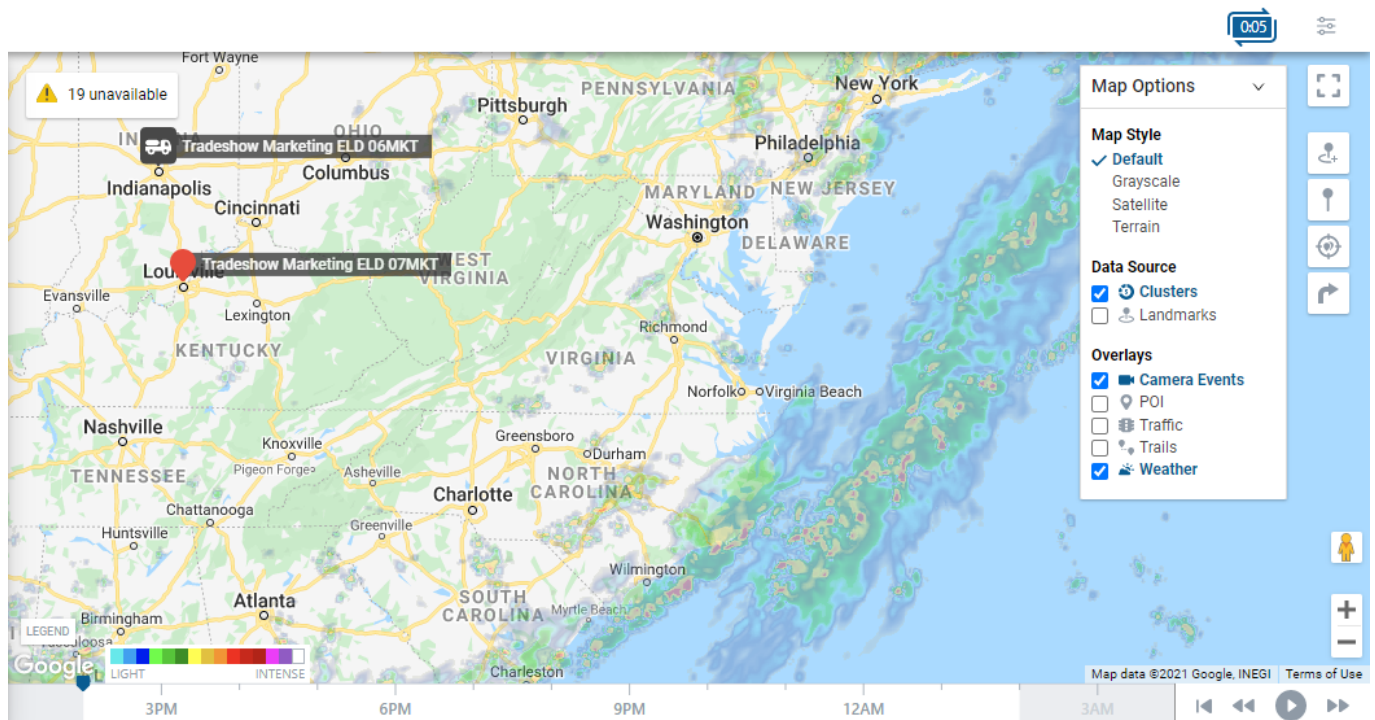 0:05
Fort Wayne
19 unavailable
PENNSYLVANIA
New York
Pittsburgh
OHIO
Tradeshow Marketing ELD 06MKT
Philadelphia
Columbus
Indianapolis
MARYLAND
NEW JERSEY
Cincinnati
Washington
DELAWARE
Tradeshow Marketing ELD 07MKT
WEST
VIRGINIA
Louisville
Evansville
Lexington
Richmond
KENTUCKY
VIRGINIA
Norfolk
Virginia Beach
Nashville
Knoxville
Greensboro
Durham
TENNESSEE
Pigeon Forge
Asheville
NORTH
CAROLINA
Charlotte
Chattanooga
Greenville
Huntsville
Wilmington
Atlanta
SOUTH
CAROLINA
Myrtle Beach
Birmingham
LEGEND
Google
LIGHT
INTENSE
Charleston
Map Options
Map Style
Default
Grayscale
Satellite
Terrain
Data Source
Clusters
Landmarks
Overlays
Camera Events
POI
Traffic
Trails
Weather
Map data ©2021 Google, INEGI
Terms of Use
3PM
6PM
9PM
12AM
3AM